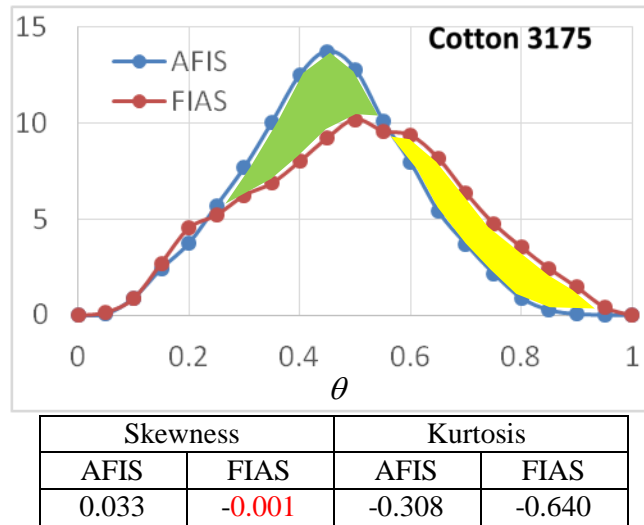 15
Cotton 3175
AFIS
FIAS
10
5
0
0 0.2 0.4 0.6 0.8 1
θ
Skewness Kurtosis
AFIS FIAS AFIS FIAS
0.033 -0.001 -0.308 -0.640